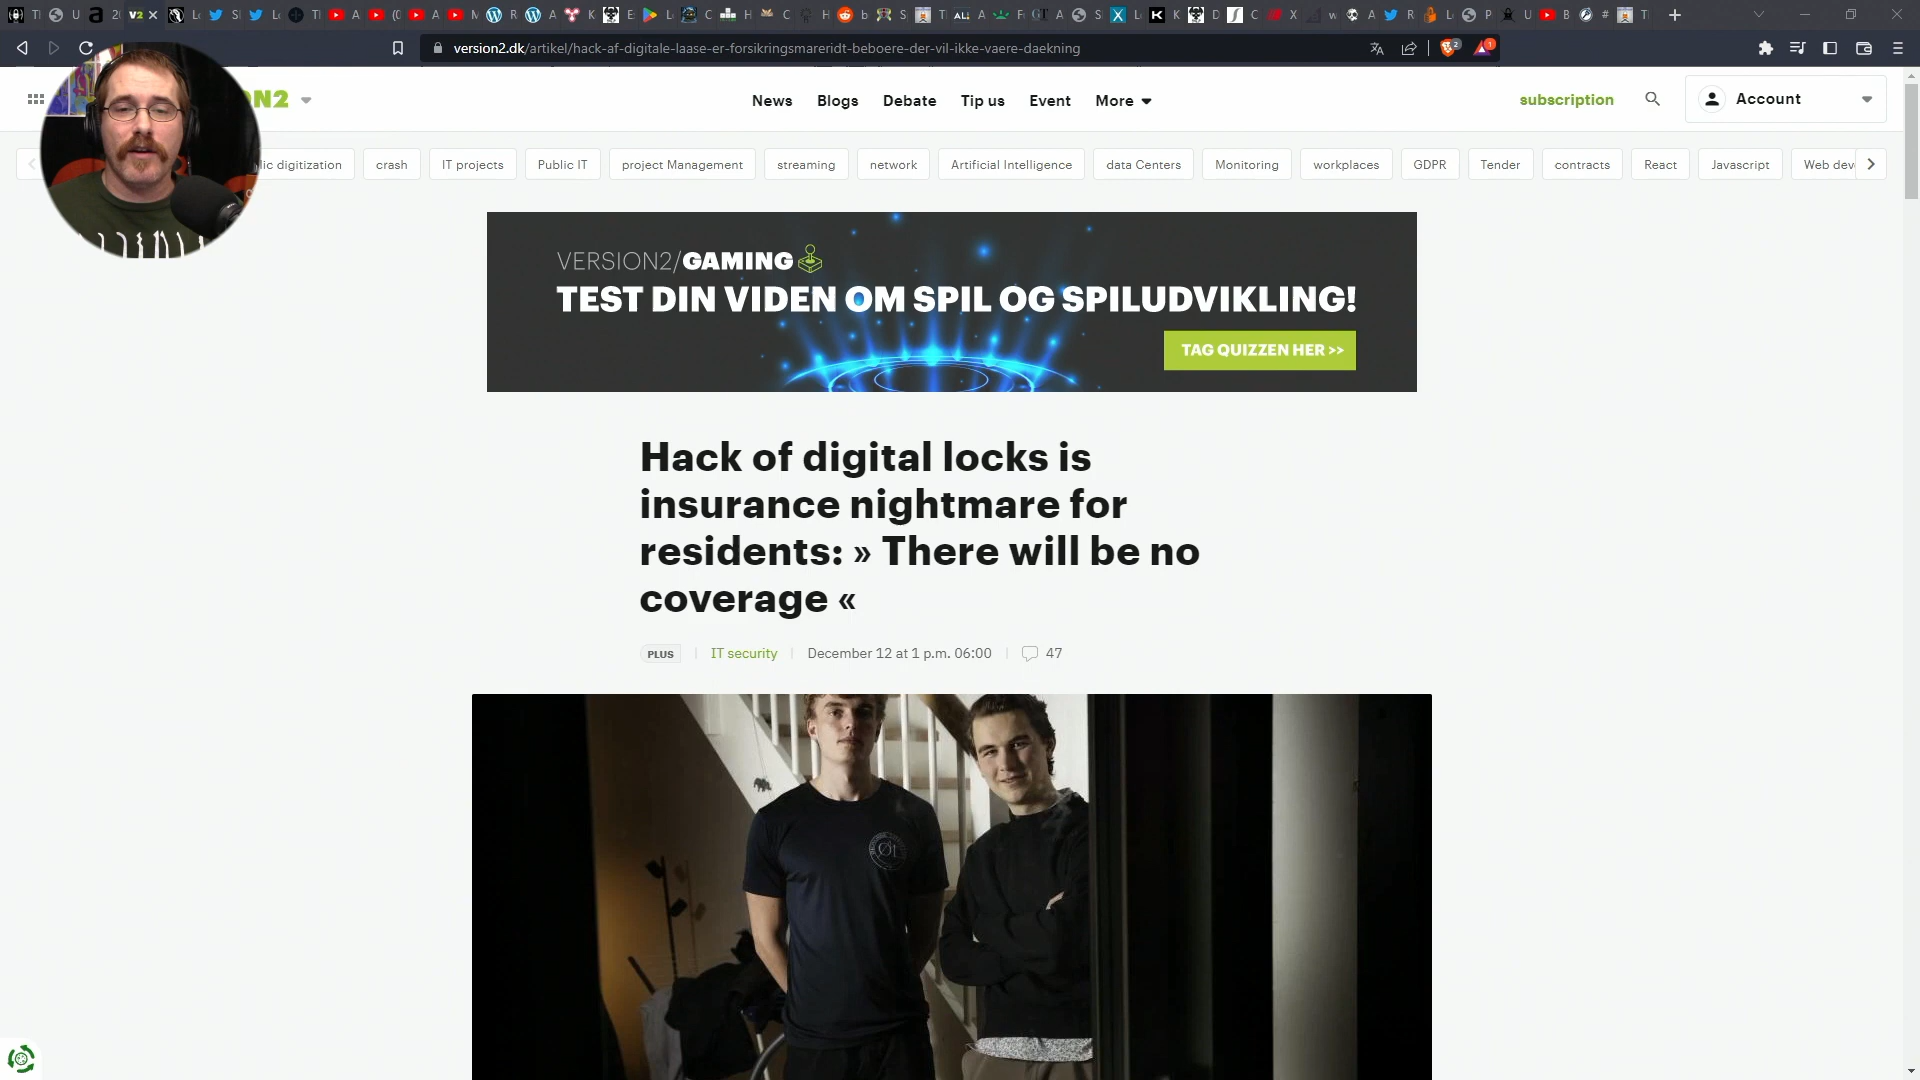 version2.dk/artikel/hack-af-digitale-laase-er-forsikringsmareridt-beboere-der-vil-ikke-vaere-daekning
ON2
News
Blogs
Debate
Tip us
Event
More
subscription
Account
lic digitization
crash
IT projects
Public IT
project Management
streaming
network
Artificial Intelligence
data Centers
Monitoring
workplaces
GDPR
Tender
contracts
React
Javascript
Web dev
VERSION2/GAMING
TEST DIN VIDEN OM SPIL OG SPILUDVIKLING!
TAG QUIZZEN HER >>
Hack of digital locks is
insurance nightmare for
residents: » There will be no
coverage «
PLUS
IT security
December 12 at 1 p.m. 06:00
47